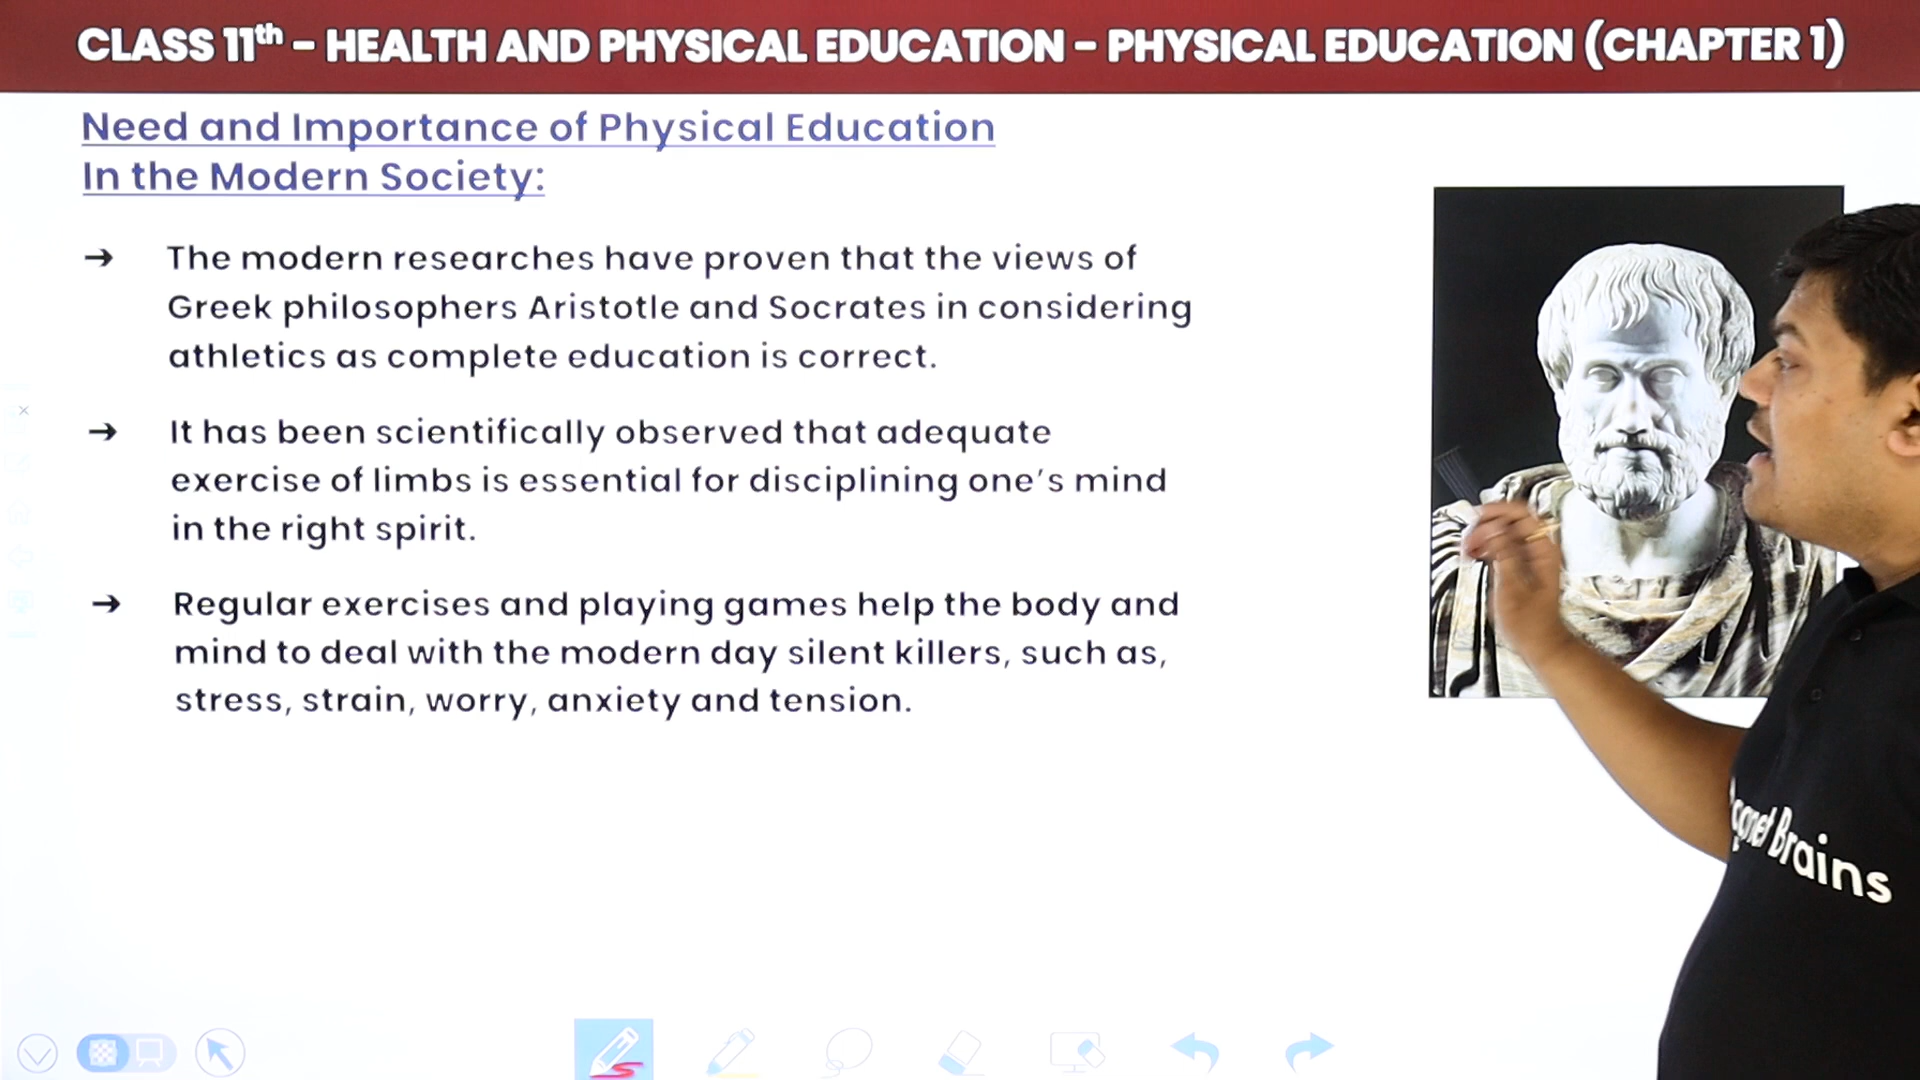 CLASS 11th – HEALTH AND PHYSICAL EDUCATION – PHYSICAL EDUCATION (CHAPTER 1)
Need and Importance of Physical Education
In the Modern Society:
➔ The modern researches have proven that the views of
Greek philosophers Aristotle and Socrates in considering
athletics as complete education is correct.
➔ It has been scientifically observed that adequate
exercise of limbs is essential for disciplining one's mind
in the right spirit.
➔ Regular exercises and playing games help the body and
mind to deal with the modern day silent killers, such as,
stress, strain, worry, anxiety and tension.
Brains